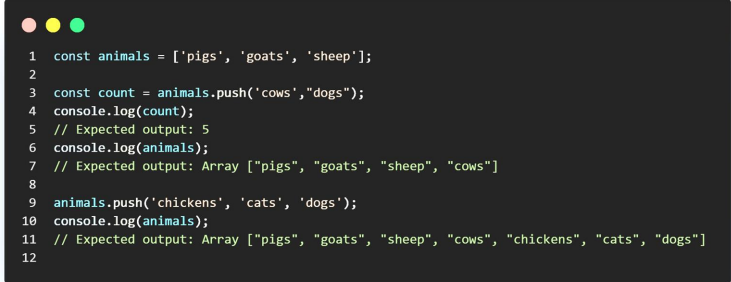 1 const animals = ['pigs', 'goats', 'sheep'];
2
3 const count = animals.push('cows',"dogs");
4 console.log(count);
5 // Expected output: 5
6 console.log(animals);
7 // Expected output: Array ["pigs", "goats", "sheep", "cows"]
8
9 animals.push('chickens', 'cats', 'dogs');
10 console.log(animals);
11 // Expected output: Array ["pigs", "goats", "sheep", "cows", "chickens", "cats", "dogs"]
12